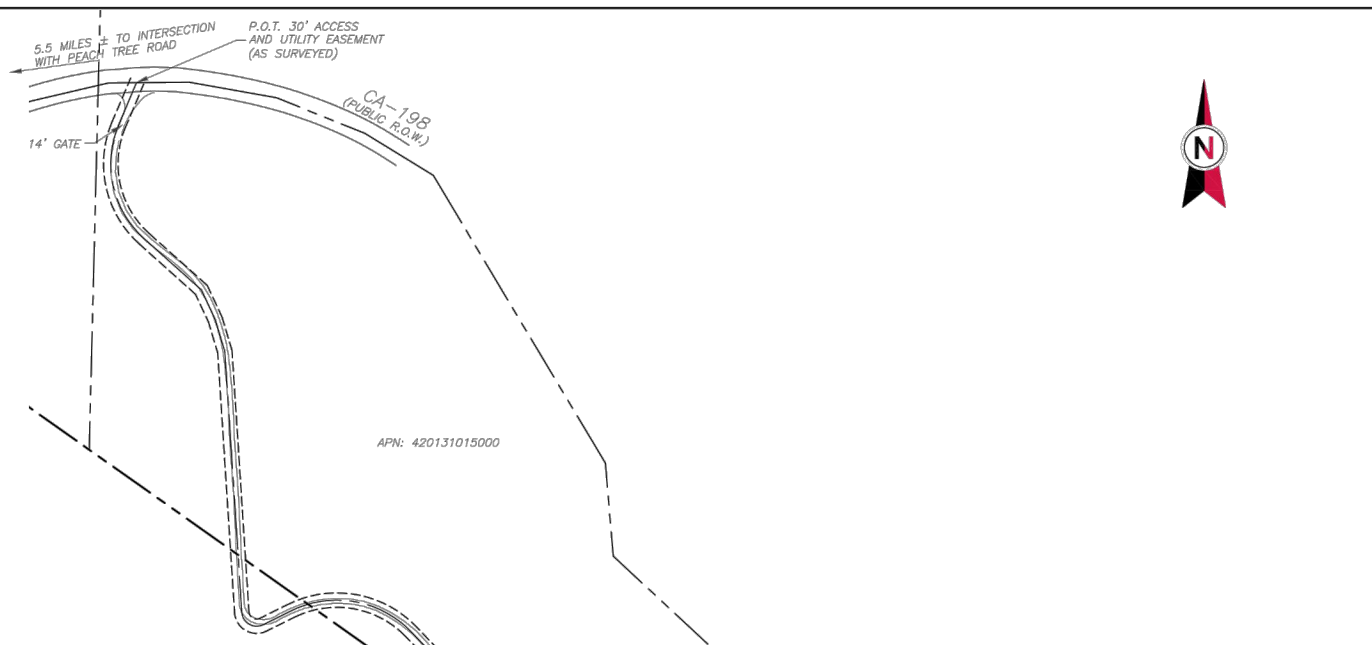 5.5 MILES ± TO INTERSECTION
WITH PEACH TREE ROAD
P.O.T. 30' ACCESS
AND UTILITY EASEMENT
(AS SURVEYED)
CA-198
(PUBLIC R.O.W.)
14' GATE
N
APN: 420131015000